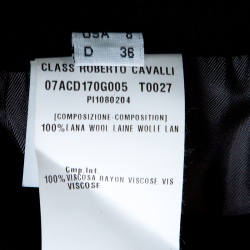 USA 8
D 36
CLASS ROBERTO CAVALLI
07ACD170G005 T0027
PI1080204
[COMPOSIZIONE-COMPOSITION]
100%LANA WOOL LAINE WOLLE LAN
Cmp.Int.
100%VISCOSA RAYON VISCOSE VIS
VISCOSE